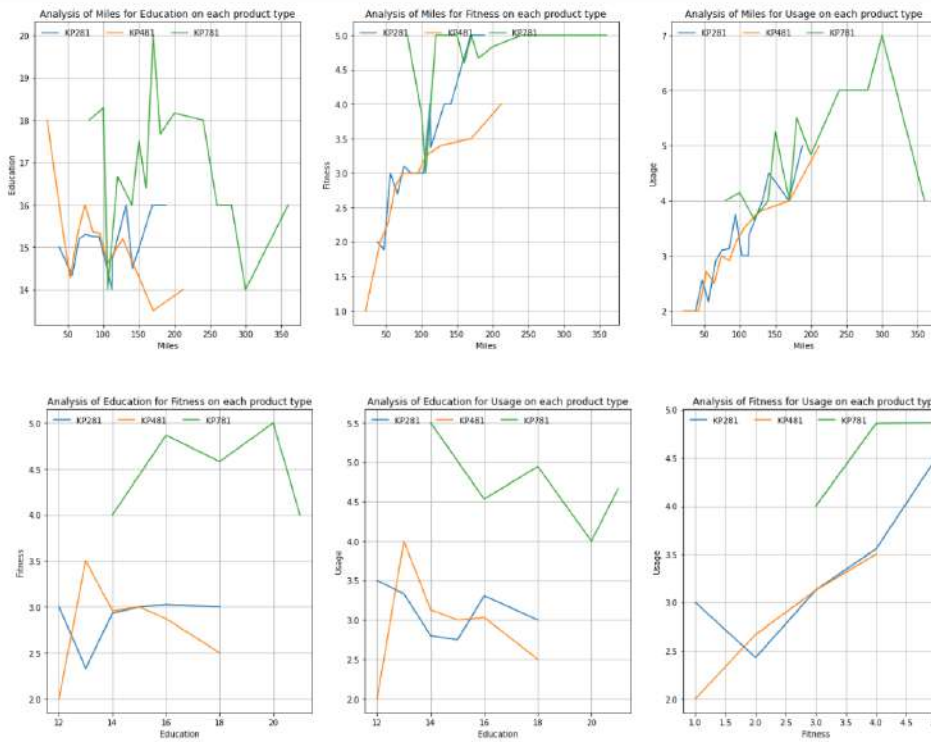 Analysis of Miles for Education on each product type
KP281 KP481 KP781
20
19
18
17
16
15
14
Education
50 100 150 200 250 300 350
Miles
Analysis of Miles for Fitness on each product type
KP281 KP481 KP781
5.0
4.5
4.0
3.5
3.0
2.5
2.0
1.5
1.0
Fitness
50 100 150 200 250 300 350
Miles
Analysis of Miles for Usage on each product type
KP281 KP481 KP781
7
6
5
4
3
2
Usage
50 100 150 200 250 300 350
Miles
Analysis of Education for Fitness on each product type
KP281 KP481 KP781
5.0
4.5
4.0
3.5
3.0
2.5
2.0
Fitness
12 14 16 18 20
Education
Analysis of Education for Usage on each product type
KP281 KP481 KP781
5.5
5.0
4.5
4.0
3.5
3.0
2.5
2.0
Usage
12 14 16 18 20
Education
Analysis of Fitness for Usage on each product type
KP281 KP481 KP781
5.0
4.5
4.0
3.5
3.0
2.5
2.0
Usage
1.0 1.5 2.0 2.5 3.0 3.5 4.0 4.5
Fitness